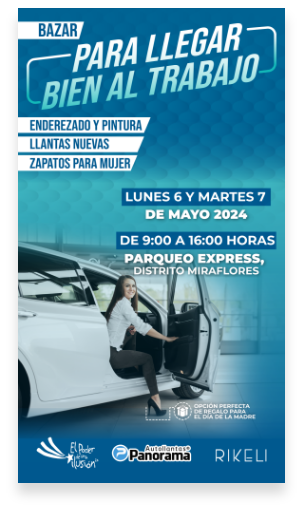 BAZAR
PARA LLEGAR
BIEN AL TRABAJO
ENDEREZADO Y PINTURA
LLANTAS NUEVAS
ZAPATOS PARA MUJER
LUNES 6 Y MARTES 7
DE MAYO 2024
DE 9:00 A 16:00 HORAS
PARQUEO EXPRESS,
DISTRITO MIRAFLORES
OPCIÓN PERFECTA
DE REGALO PARA
EL DÍA DE LA MADRE
El Poder
de una
ilusión
Autollantas
Panorama
RIKELI